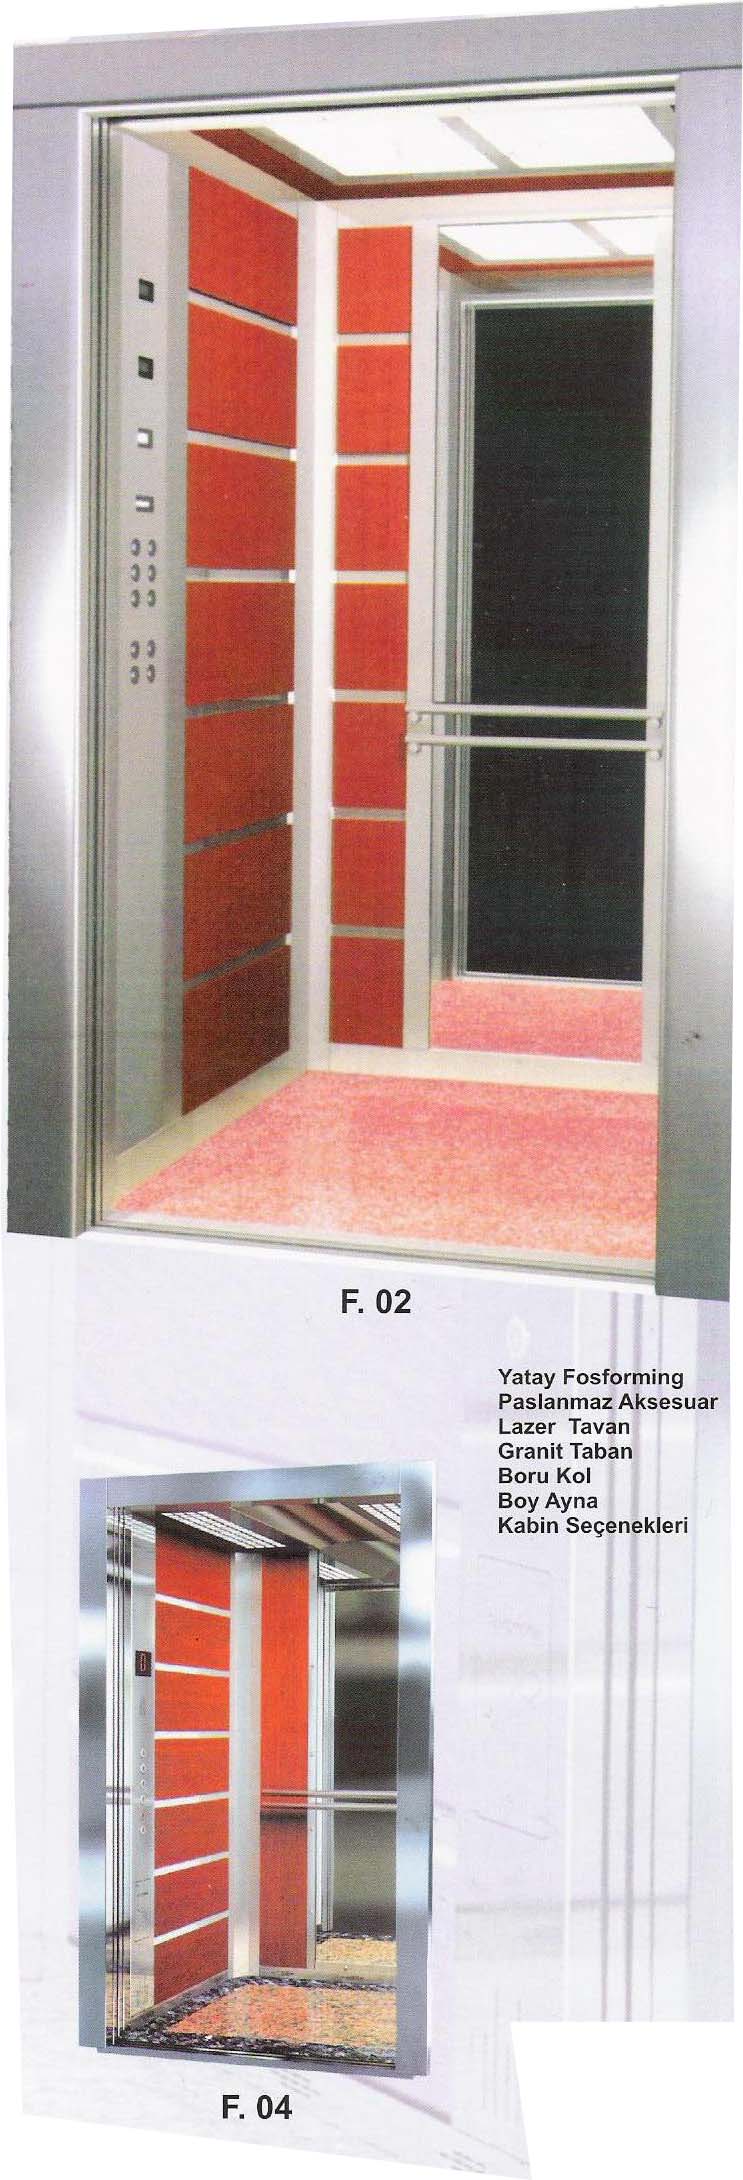 F. 02
Yatay Fosforming
Paslanmaz Aksesuar
Lazer Tavan
Granit Taban
Boru Kol
Boy Ayna
Kabin Seçenekleri
F. 04